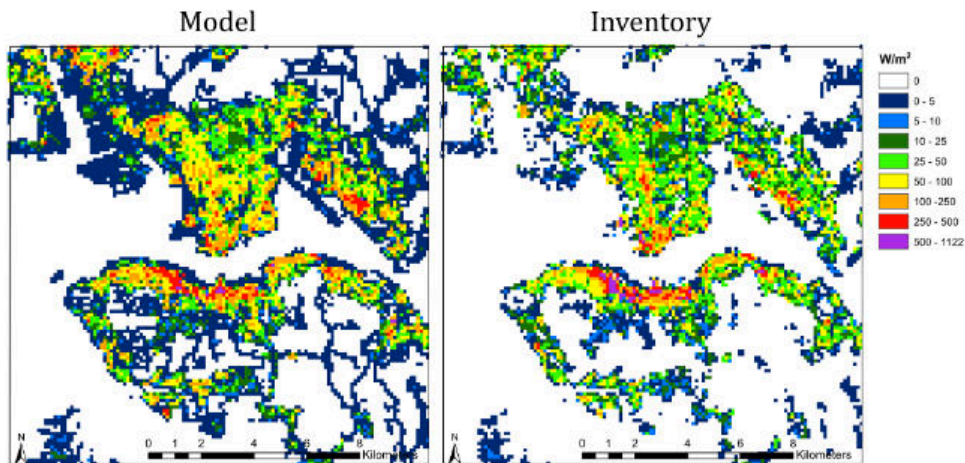 Model
Inventory
W/m²
0
0 - 5
5 - 10
10 - 25
25 - 50
50 - 100
100 -250
250 - 500
500 - 1122
N
0 1 2 4 6 8
Kilometers
N
0 1 2 4 6 8
Kilometers